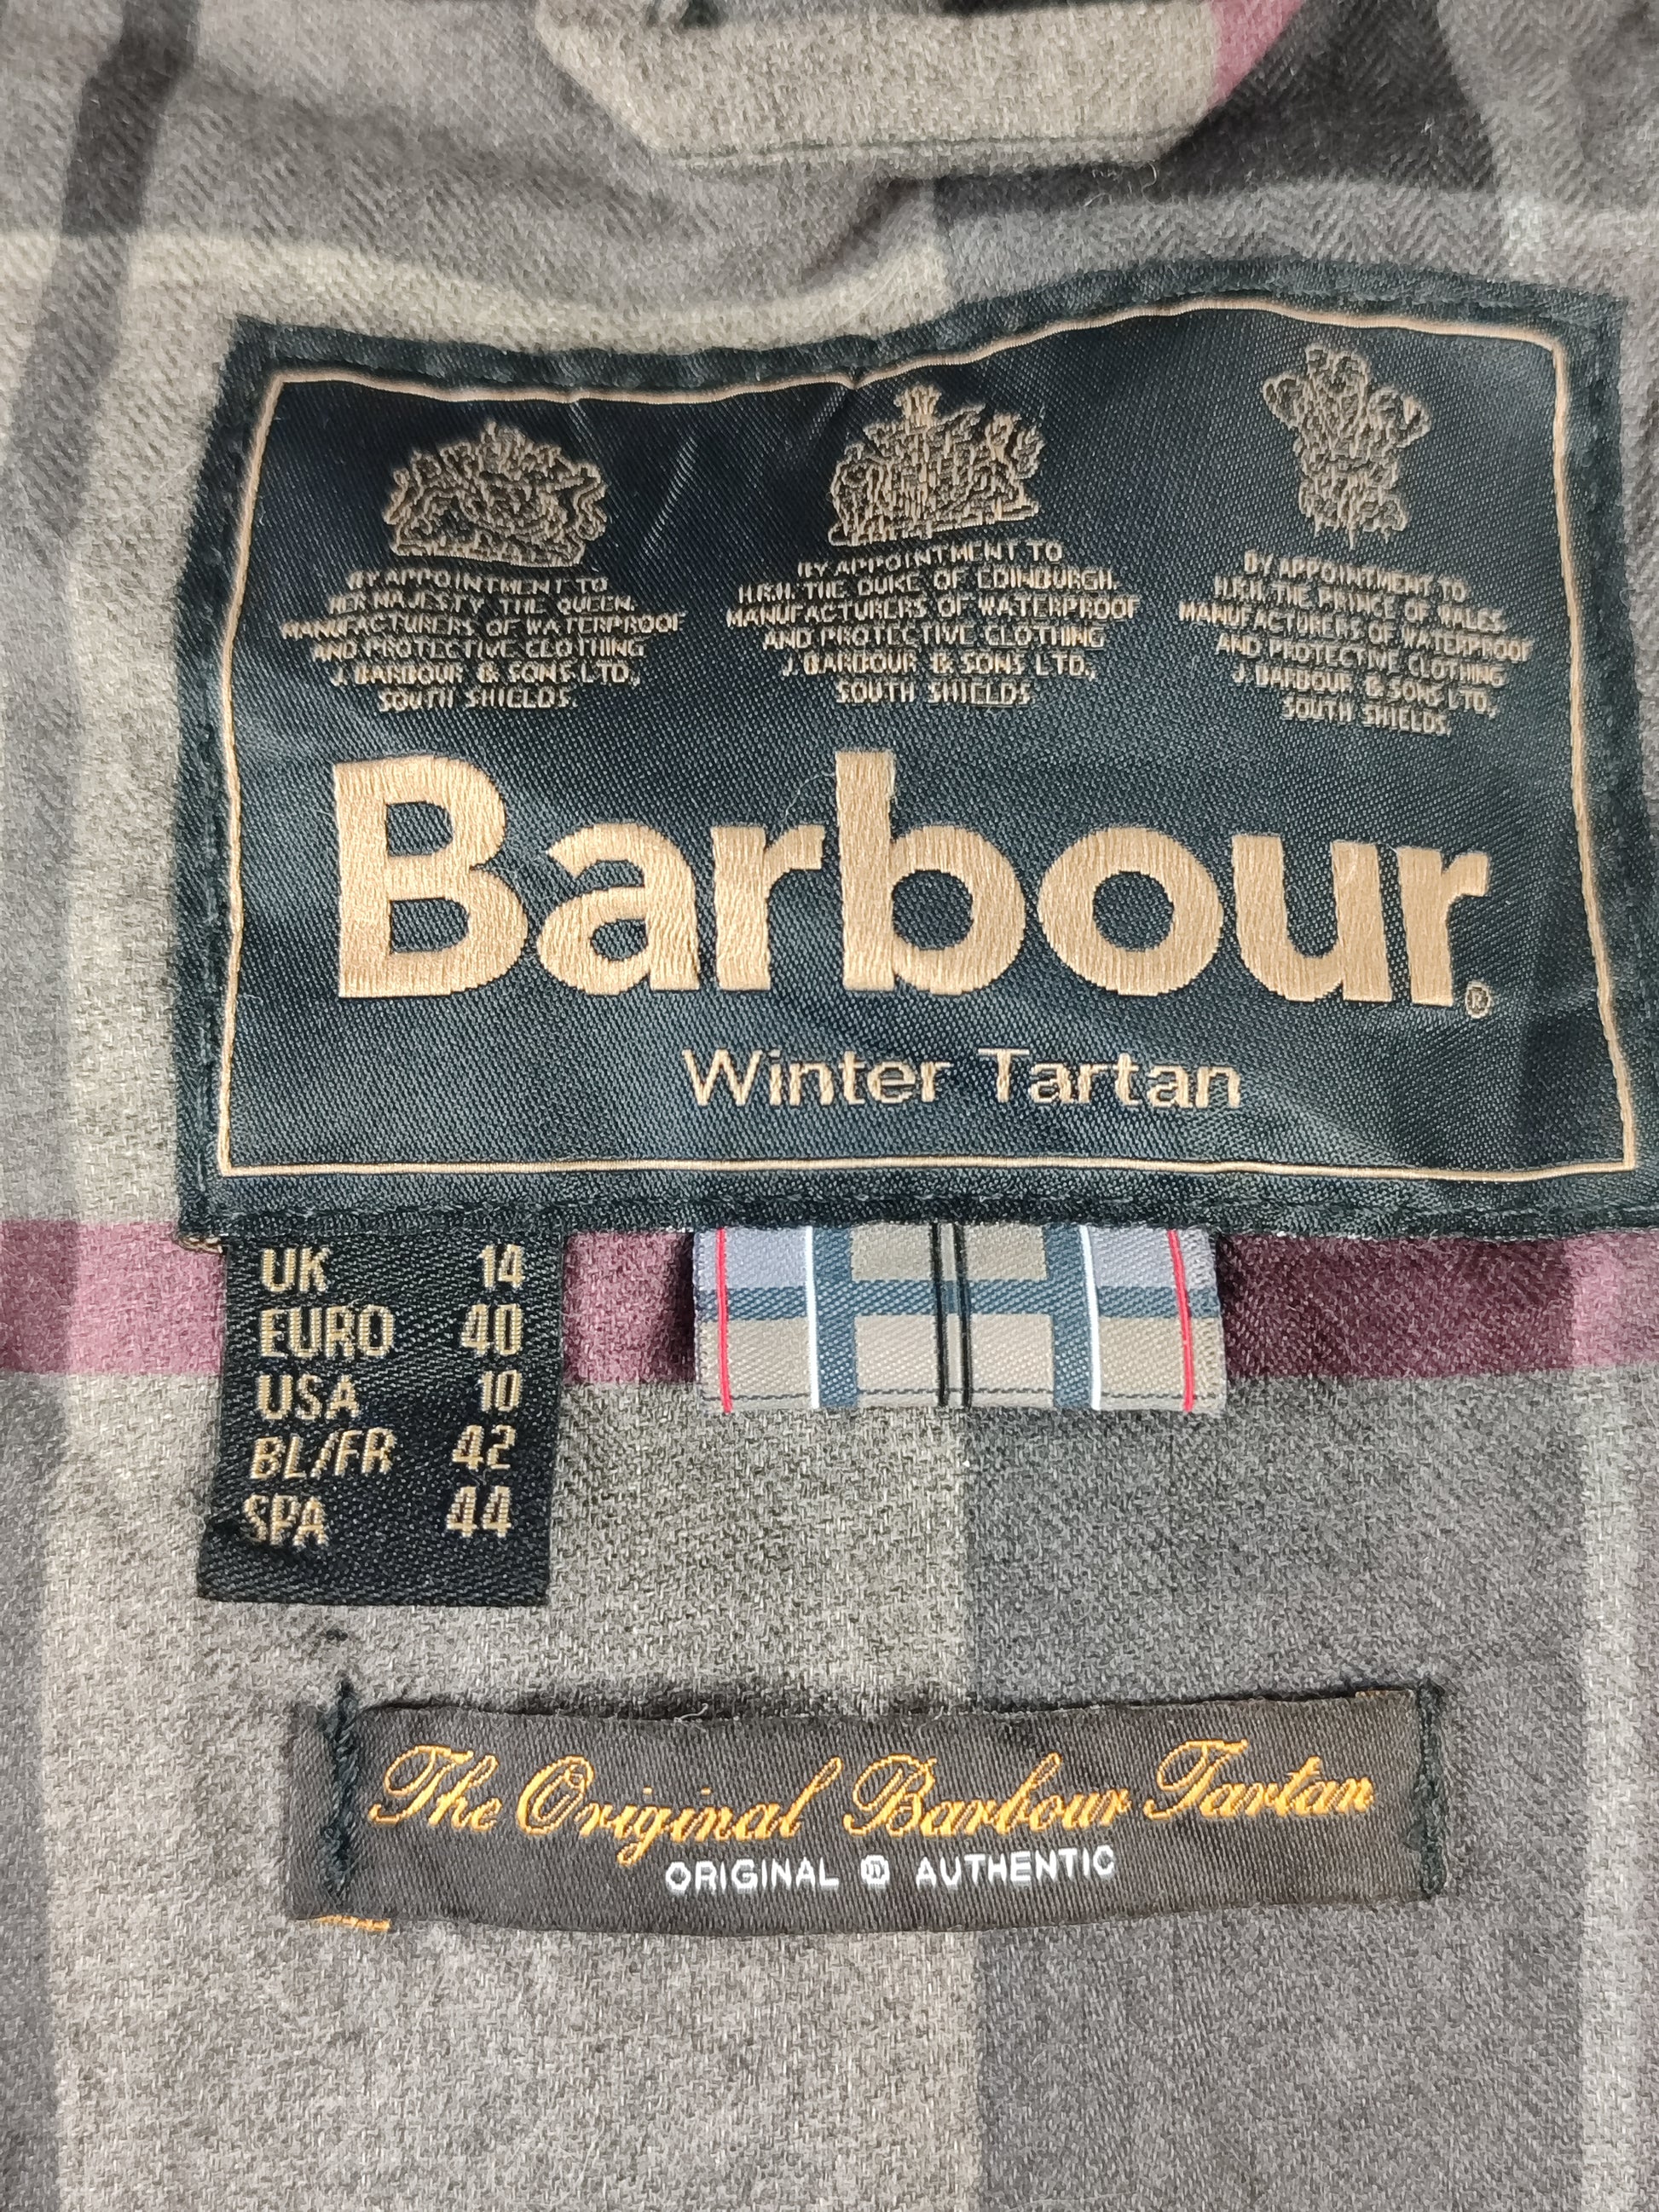 BY APPOINTMENT TO
HER MAJESTY THE QUEEN.
MANUFACTURERS OF WATERPROOF
AND PROTECTIVE CLOTHING
J. BARBOUR & SONS LTD,
SOUTH SHIELDS.
BY APPOINTMENT TO
H.R.H. THE DUKE OF EDINBURGH.
MANUFACTURERS OF WATERPROOF
AND PROTECTIVE CLOTHING
J. BARBOUR & SONS LTD,
SOUTH SHIELDS
BY APPOINTMENT TO
H.R.H. THE PRINCE OF WALES.
MANUFACTURERS OF WATERPROOF
AND PROTECTIVE CLOTHING
J. BARBOUR & SONS LTD,
SOUTH SHIELDS.
Barbour®
Winter Tartan
UK 14
EURO 40
USA 10
BL/FR 42
SPA 44
The Original Barbour Tartan
ORIGINAL ® AUTHENTIC